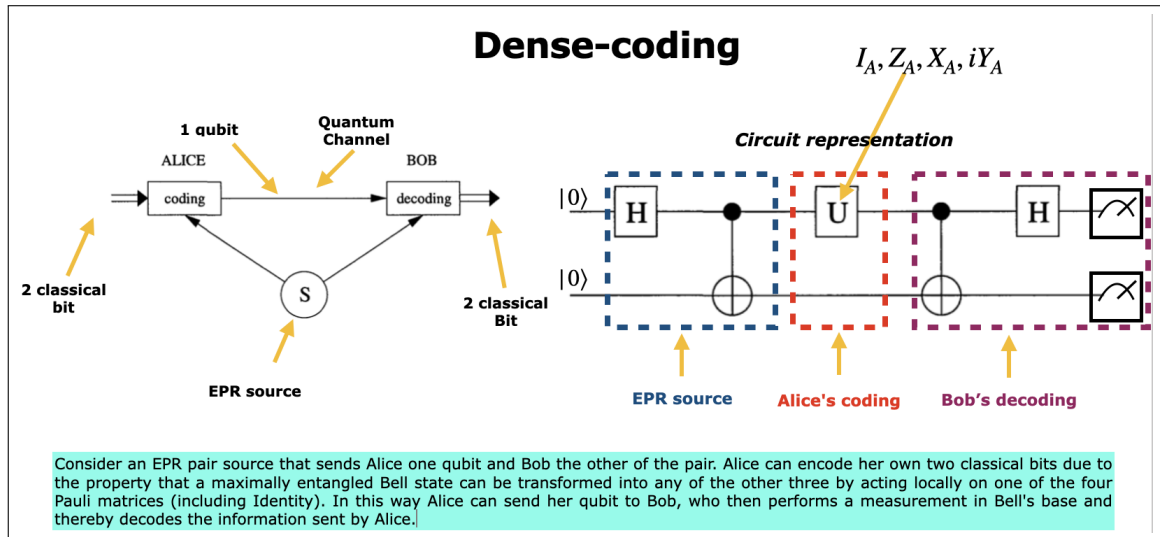 Dense-coding
I_A, Z_A, X_A, iY_A
1 qubit
Quantum
Channel
Circuit representation
ALICE
BOB
coding
decoding
|0⟩
H
U
H
2 classical
bit
S
2 classical
Bit
|0⟩
EPR source
EPR source
Alice's coding
Bob's decoding
Consider an EPR pair source that sends Alice one qubit and Bob the other of the pair. Alice can encode her own two classical bits due to
the property that a maximally entangled Bell state can be transformed into any of the other three by acting locally on one of the four
Pauli matrices (including Identity). In this way Alice can send her qubit to Bob, who then performs a measurement in Bell's base and
thereby decodes the information sent by Alice.